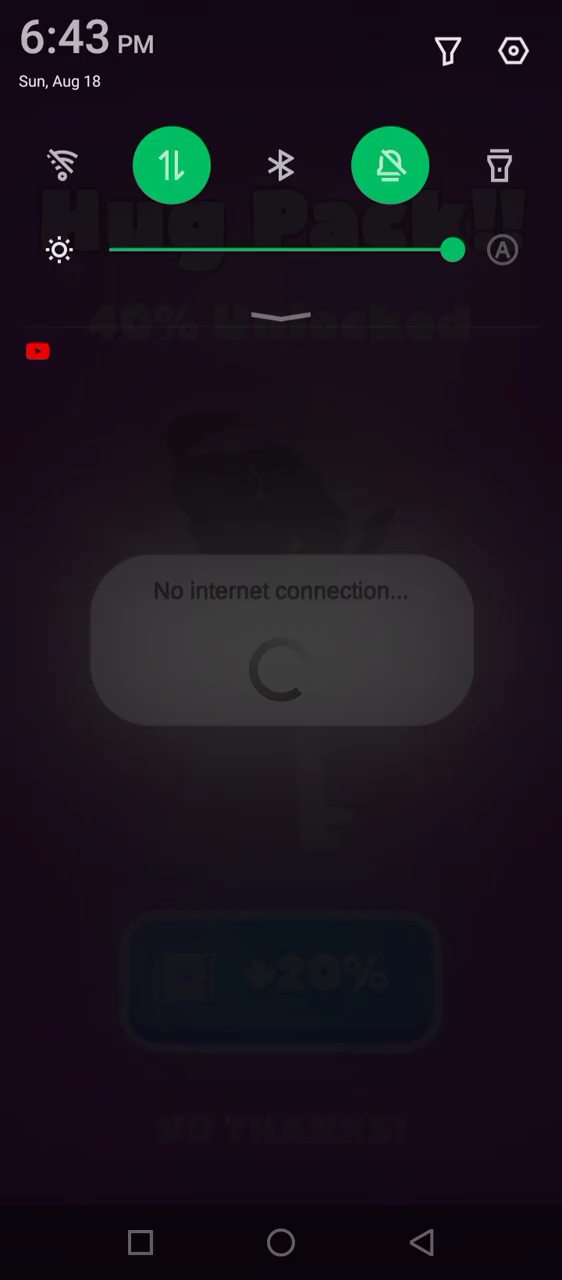 6:43 PM
Sun, Aug 18
Hug Pack!!
A
40% Unlocked
No internet connection...
+20%
NO THANKS!